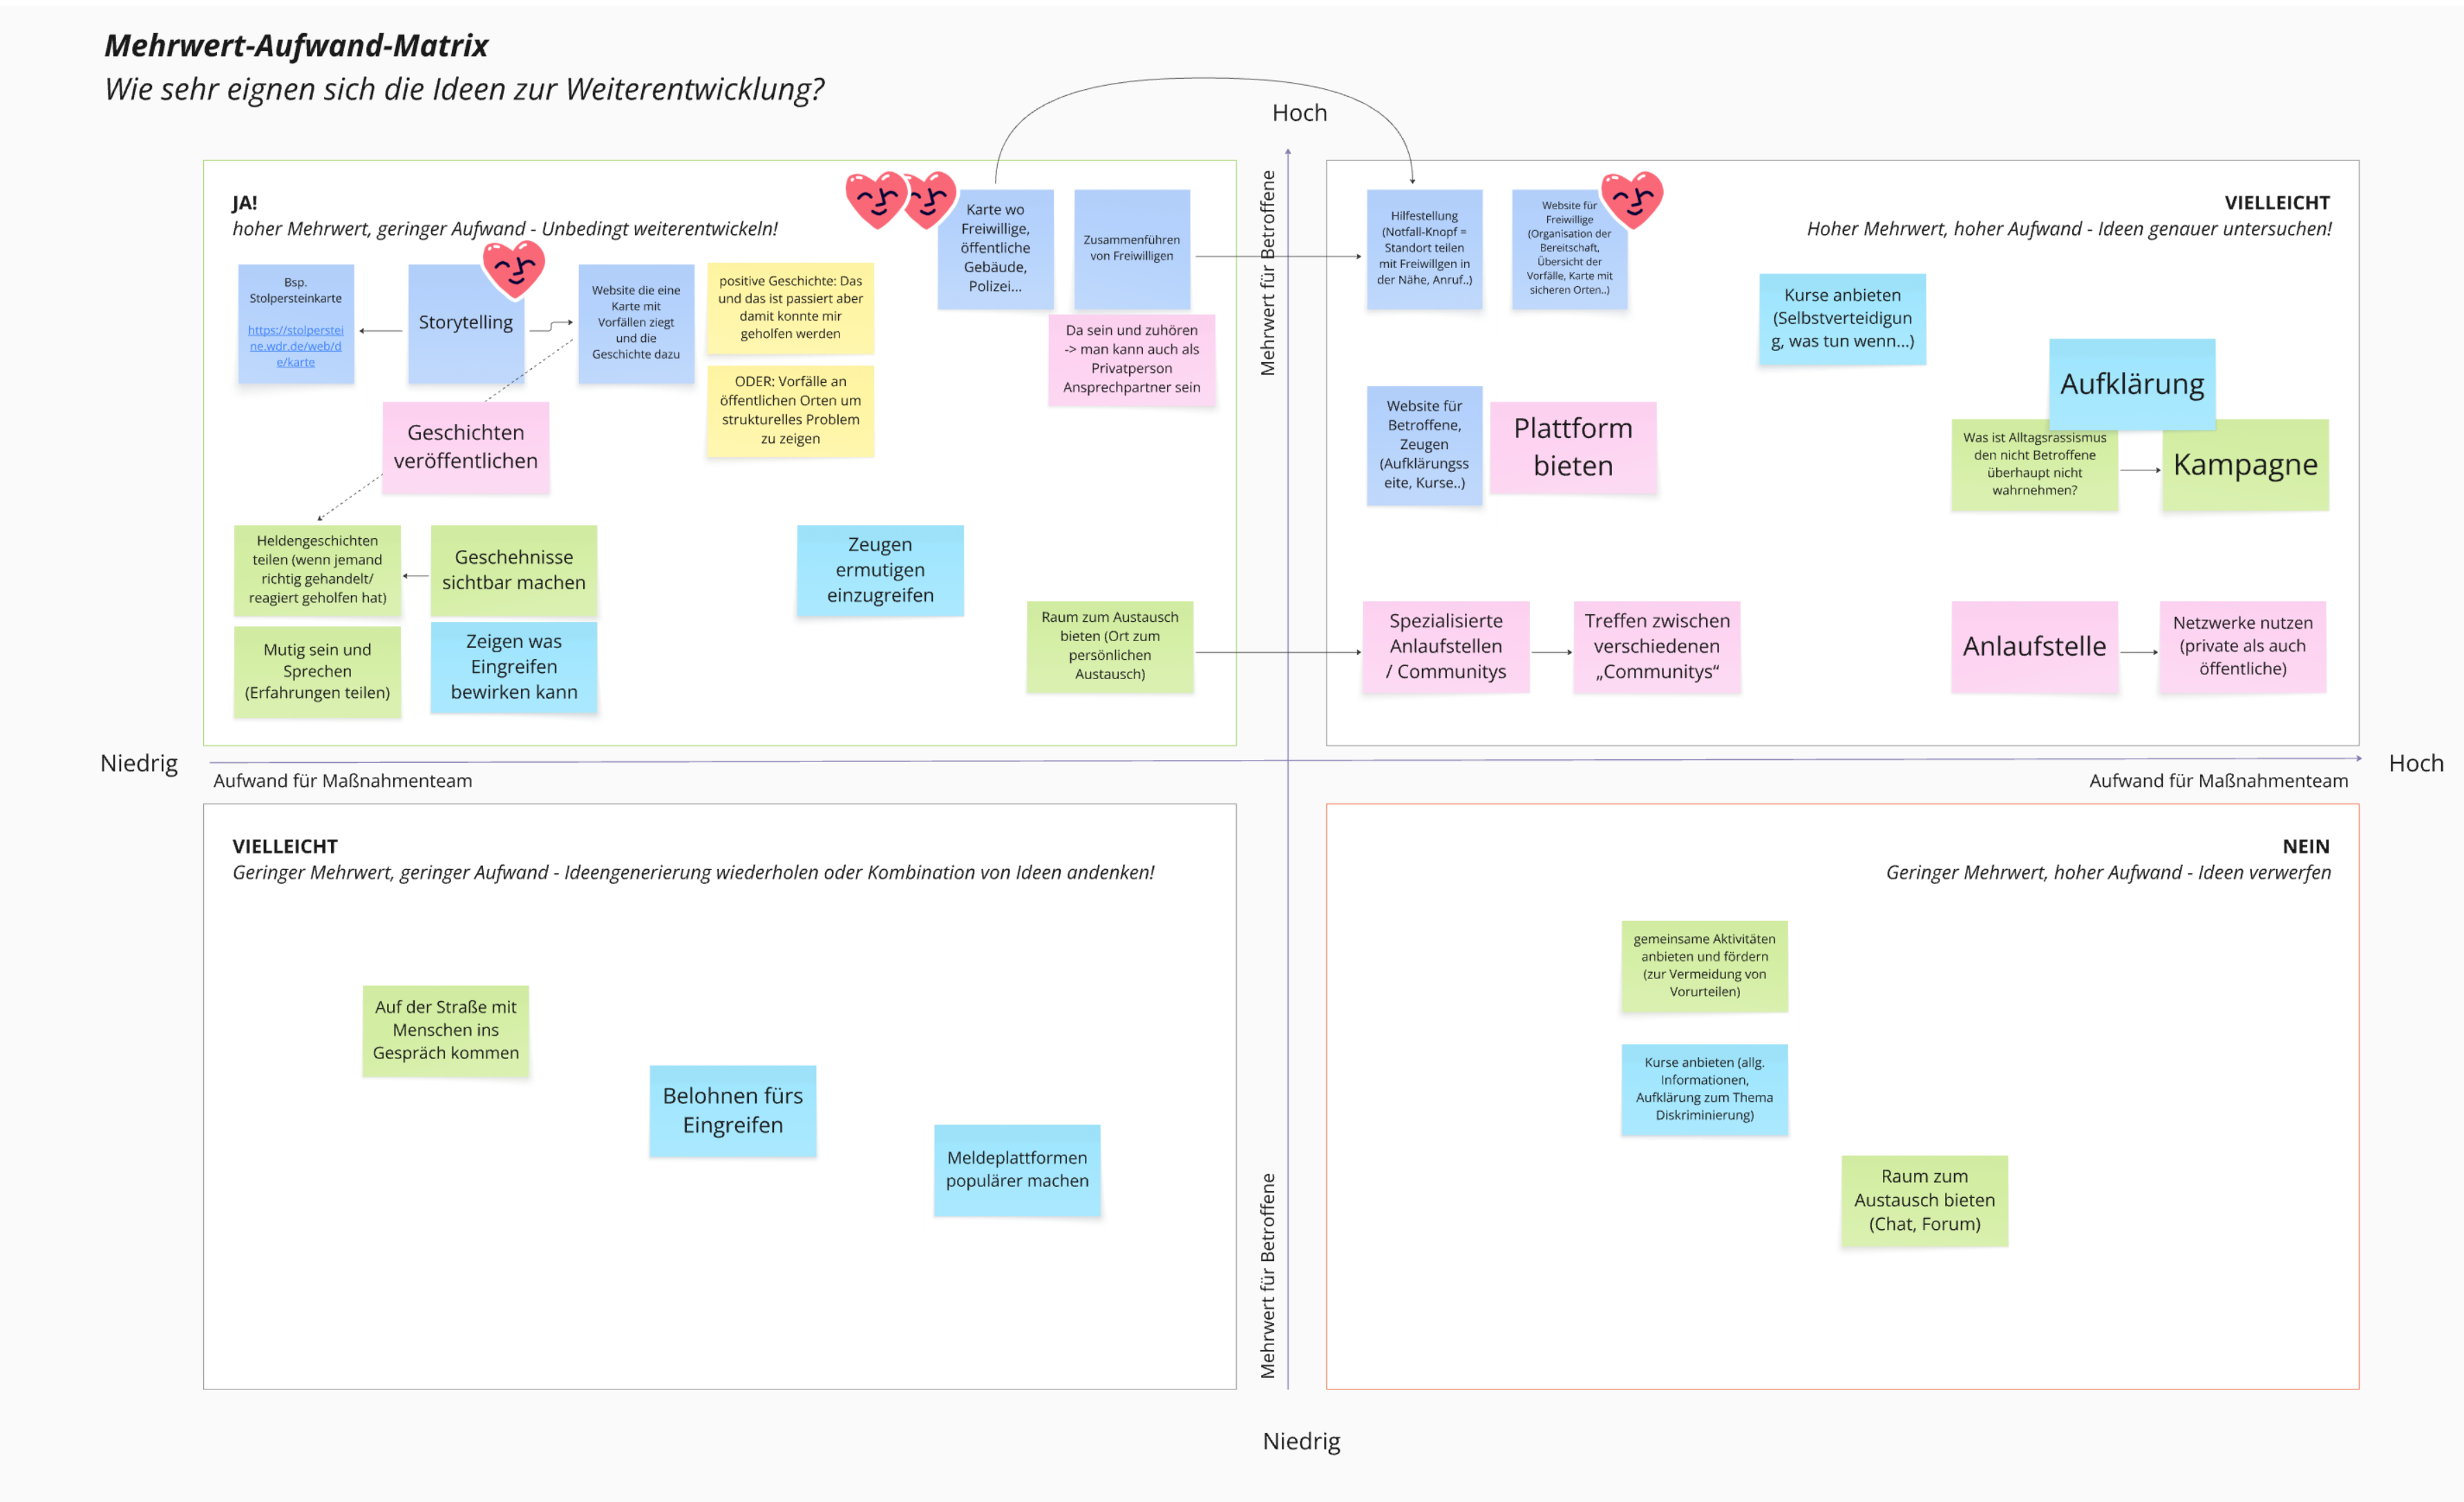 Mehrwert-Aufwand-Matrix
Wie sehr eignen sich die Ideen zur Weiterentwicklung?
Hoch
Mehrwert für Betroffene
JA!
hoher Mehrwert, geringer Aufwand - Unbedingt weiterentwickeln!
Bsp.
Stolpersteinkarte
https://stolperstei
ne.wdr.de/web/d
e/karte
Storytelling
Website die eine
Karte mit
Vorfällen ziegt
und die
Geschichte dazu
positive Geschichte: Das
und das ist passiert aber
damit konnte mir
geholfen werden
ODER: Vorfälle an
öffentlichen Orten um
strukturelles Problem
zu zeigen
Karte wo
Freiwillige,
öffentliche
Gebäude,
Polizei...
Zusammenführen
von Freiwilligen
Da sein und zuhören
-> man kann auch als
Privatperson
Ansprechpartner sein
Geschichten
veröffentlichen
Heldengeschichten
teilen (wenn jemand
richtig gehandelt/
reagiert geholfen hat)
Geschehnisse
sichtbar machen
Mutig sein und
Sprechen
(Erfahrungen teilen)
Zeigen was
Eingreifen
bewirken kann
Zeugen
ermutigen
einzugreifen
Raum zum Austausch
bieten (Ort zum
persönlichen
Austausch)
VIELLEICHT
Hoher Mehrwert, hoher Aufwand - Ideen genauer untersuchen!
Hilfestellung
(Notfall-Knopf =
Standort teilen
mit Freiwillgen in
der Nähe, Anruf..)
Website für
Freiwillige
(Organisation der
Bereitschaft,
Übersicht der
Vorfälle, Karte mit
sicheren Orten..)
Kurse anbieten
(Selbstverteidigun
g, was tun wenn...)
Aufklärung
Was ist Alltagsrassismus
den nicht Betroffene
überhaupt nicht
wahrnehmen?
Kampagne
Website für
Betroffene,
Zeugen
(Aufklärungss
eite, Kurse..)
Plattform
bieten
Spezialisierte
Anlaufstellen
/ Communitys
Treffen zwischen
verschiedenen
„Communitys“
Anlaufstelle
Netzwerke nutzen
(private als auch
öffentliche)
Niedrig
Aufwand für Maßnahmenteam
Aufwand für Maßnahmenteam
Hoch
VIELLEICHT
Geringer Mehrwert, geringer Aufwand - Ideengenerierung wiederholen oder Kombination von Ideen andenken!
Auf der Straße mit
Menschen ins
Gespräch kommen
Belohnen fürs
Eingreifen
Meldeplattformen
populärer machen
Mehrwert für Betroffene
NEIN
Geringer Mehrwert, hoher Aufwand - Ideen verwerfen
gemeinsame Aktivitäten
anbieten und fördern
(zur Vermeidung von
Vorurteilen)
Kurse anbieten (allg.
Informationen,
Aufklärung zum Thema
Diskriminierung)
Raum zum
Austausch bieten
(Chat, Forum)
Niedrig